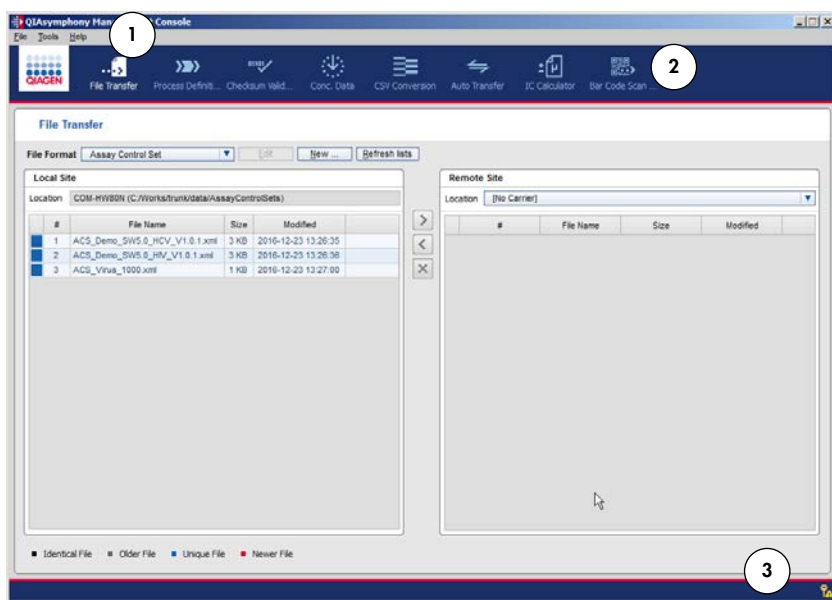 QIAsymphony Man Console
1
File Tools Help
QIAGEN
File Transfer Process Definiti... Checksum Valid... Conc. Data CSV Conversion Auto Transfer IC Calculator Bar Code Scan ...
2
File Transfer
File Format Assay Control Set Edit New ... Refresh lists
Local Site
Location COM-HW80N (C:/Works/trunk/data/AssayControlSets)
# File Name Size Modified
1 ACS_Demo_SW5.0_HCV_V1.0.1.xml 3 KB 2016-12-23 13:26:35
2 ACS_Demo_SW5.0_HIV_V1.0.1.xml 3 KB 2016-12-23 13:26:36
3 ACS_Virus_1000.xml 1 KB 2016-12-23 13:27:00
Remote Site
Location [No Carrier]
# File Name Size Modified
Identical File Older File Unique File Newer File
3